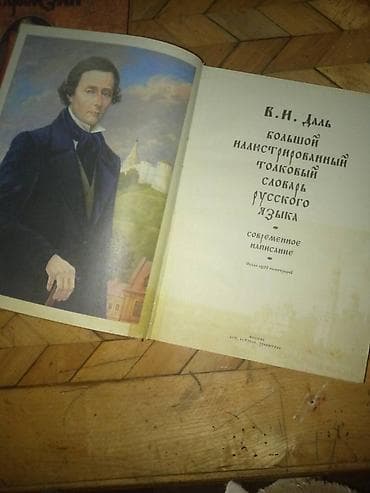 В.И. Даль
Большой
иллюстрированный
толковый
словарь
русского
языка
современное
написание